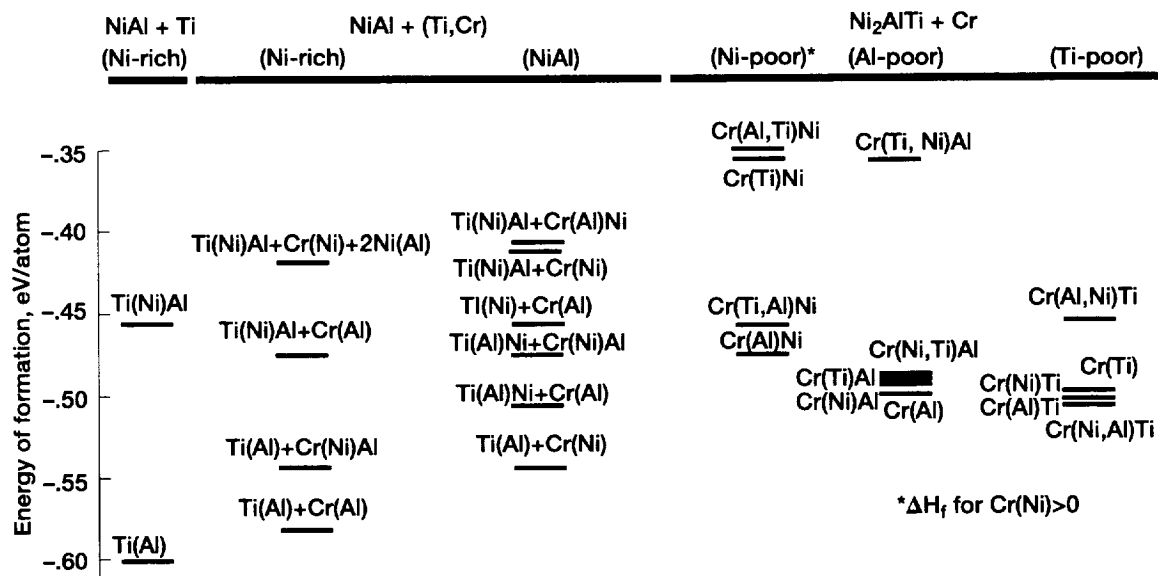 NiAl + Ti
(Ni-rich)
NiAl + (Ti,Cr)
(Ni-rich)
(NiAl)
Ni₂AlTi + Cr
(Ni-poor)*
(Al-poor)
(Ti-poor)
Energy of formation, eV/atom
–.35
–.40
–.45
–.50
–.55
–.60
Ti(Ni)Al
Ti(Al)
Ti(Ni)Al+Cr(Ni)+2Ni(Al)
Ti(Ni)Al+Cr(Al)
Ti(Al)+Cr(Ni)Al
Ti(Al)+Cr(Al)
Ti(Ni)Al+Cr(Al)Ni
Ti(Ni)Al+Cr(Ni)
TI(Ni)+Cr(Al)
Ti(Al)Ni+Cr(Ni)Al
Ti(Al)Ni+Cr(Al)
Ti(Al)+Cr(Ni)
Cr(Al,Ti)Ni
Cr(Ti)Ni
Cr(Ti,Al)Ni
Cr(Al)Ni
Cr(Ti, Ni)Al
Cr(Ni,Ti)Al
Cr(Ti)Al
Cr(Ni)Al
Cr(Al)
Cr(Al,Ni)Ti
Cr(Ti)
Cr(Ni)Ti
Cr(Al)Ti
Cr(Ni,Al)Ti
*ΔH<sub>f</sub> for Cr(Ni)>0